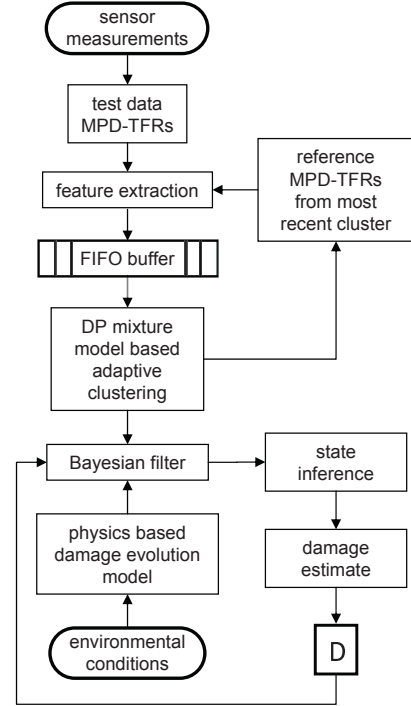 sensor
measurements
test data
MPD-TFRs
reference
MPD-TFRs
from most
recent cluster
feature extraction
FIFO buffer
DP mixture
model based
adaptive
clustering
Bayesian filter
state
inference
physics based
damage evolution
model
damage
estimate
environmental
conditions
D